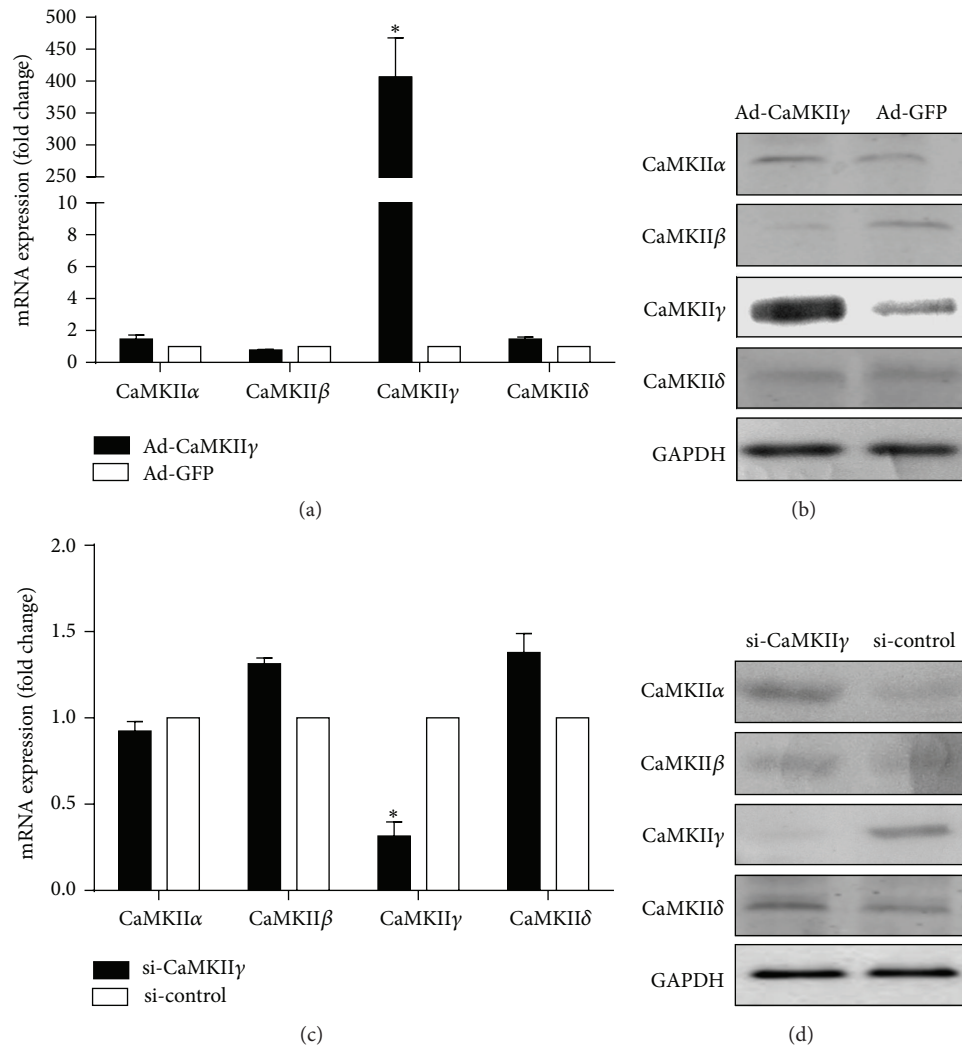 mRNA expression (fold change)
500
450
400
350
300
250
10
8
6
4
2
0
*
CaMKIIα CaMKIIβ CaMKIIγ CaMKIIδ
Ad-CaMKIIγ
Ad-GFP
(a)
Ad-CaMKIIγ Ad-GFP
CaMKIIα
CaMKIIβ
CaMKIIγ
CaMKIIδ
GAPDH
(b)
mRNA expression (fold change)
2.0
1.5
1.0
0.5
0.0
*
CaMKIIα CaMKIIβ CaMKIIγ CaMKIIδ
si-CaMKIIγ
si-control
(c)
si-CaMKIIγ si-control
CaMKIIα
CaMKIIβ
CaMKIIγ
CaMKIIδ
GAPDH
(d)